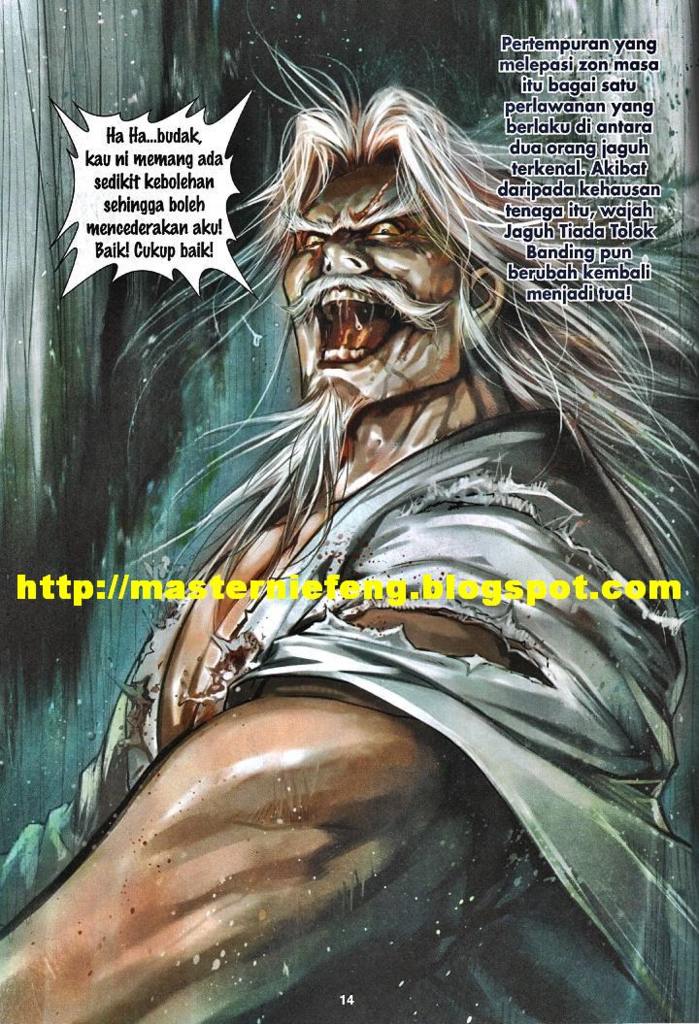 Ha Ha...budak,
kau ni memang ada
sedikit kebolehan
sehingga boleh
mencederakan aku!
Baik! Cukup baik!
Pertempuran yang
melepasi zon masa
itu bagai satu
perlawanan yang
berlaku di antara
dua orang jaguh
terkenal. Akibat
daripada kehausan
tenaga itu, wajah
Jaguh Tiada Tolok
Banding pun
berubah kembali
menjadi tua!
http://masterniefeng.blogspot.com
14